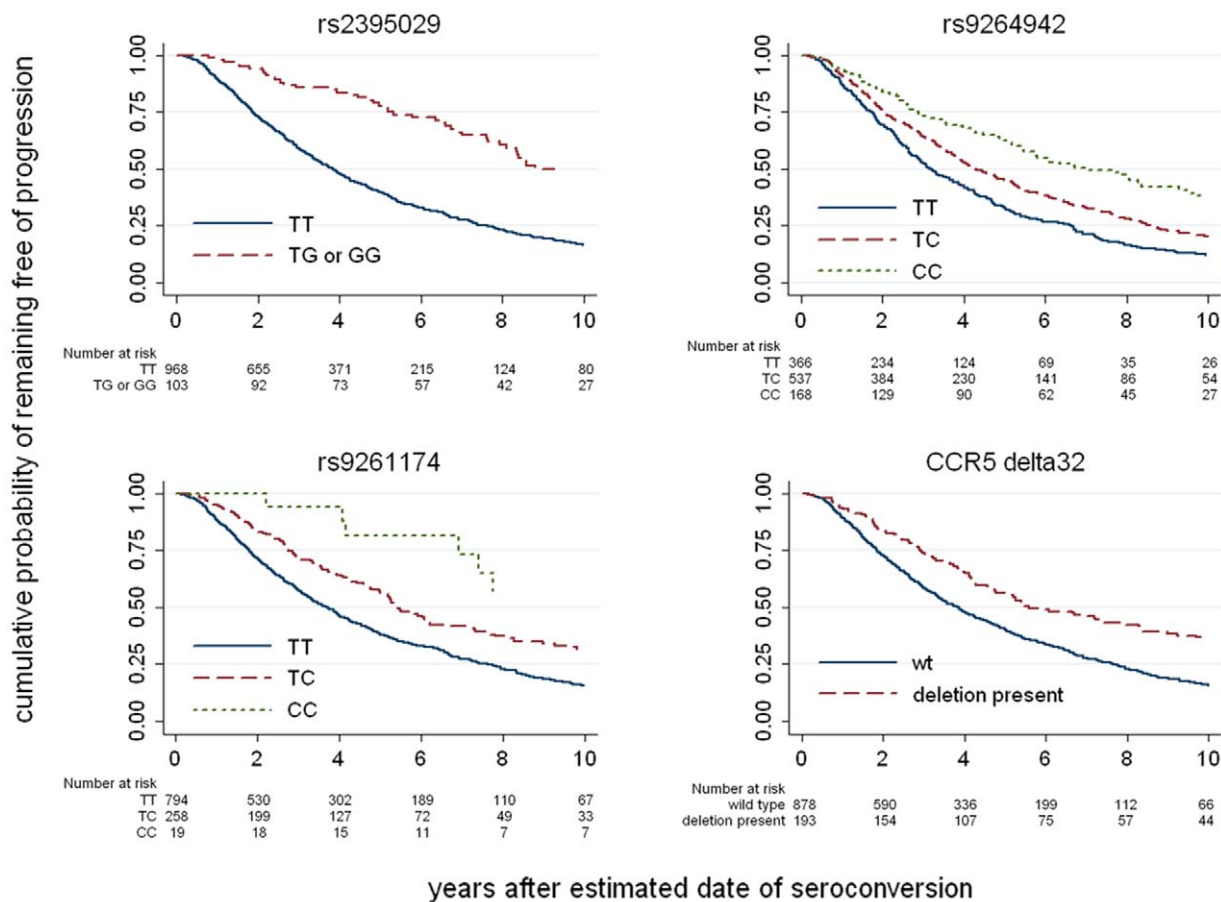 cumulative probability of remaining free of progression
rs2395029
1.00
0.75
0.50
0.25
0.00
TT
TG or GG
0 2 4 6 8 10
Number at risk
TT 968 655 371 215 124 80
TG or GG 103 92 73 57 42 27
rs9264942
1.00
0.75
0.50
0.25
0.00
TT
TC
CC
0 2 4 6 8 10
Number at risk
TT 366 234 124 69 35 26
TC 537 384 230 141 86 54
CC 168 129 90 62 45 27
rs9261174
1.00
0.75
0.50
0.25
0.00
TT
TC
CC
0 2 4 6 8 10
Number at risk
TT 794 530 302 189 110 67
TC 258 199 127 72 49 33
CC 19 18 15 11 7 7
CCR5 delta32
1.00
0.75
0.50
0.25
0.00
wt
deletion present
0 2 4 6 8 10
Number at risk
wild type 878 590 336 199 112 66
deletion present 193 154 107 75 57 44
years after estimated date of seroconversion